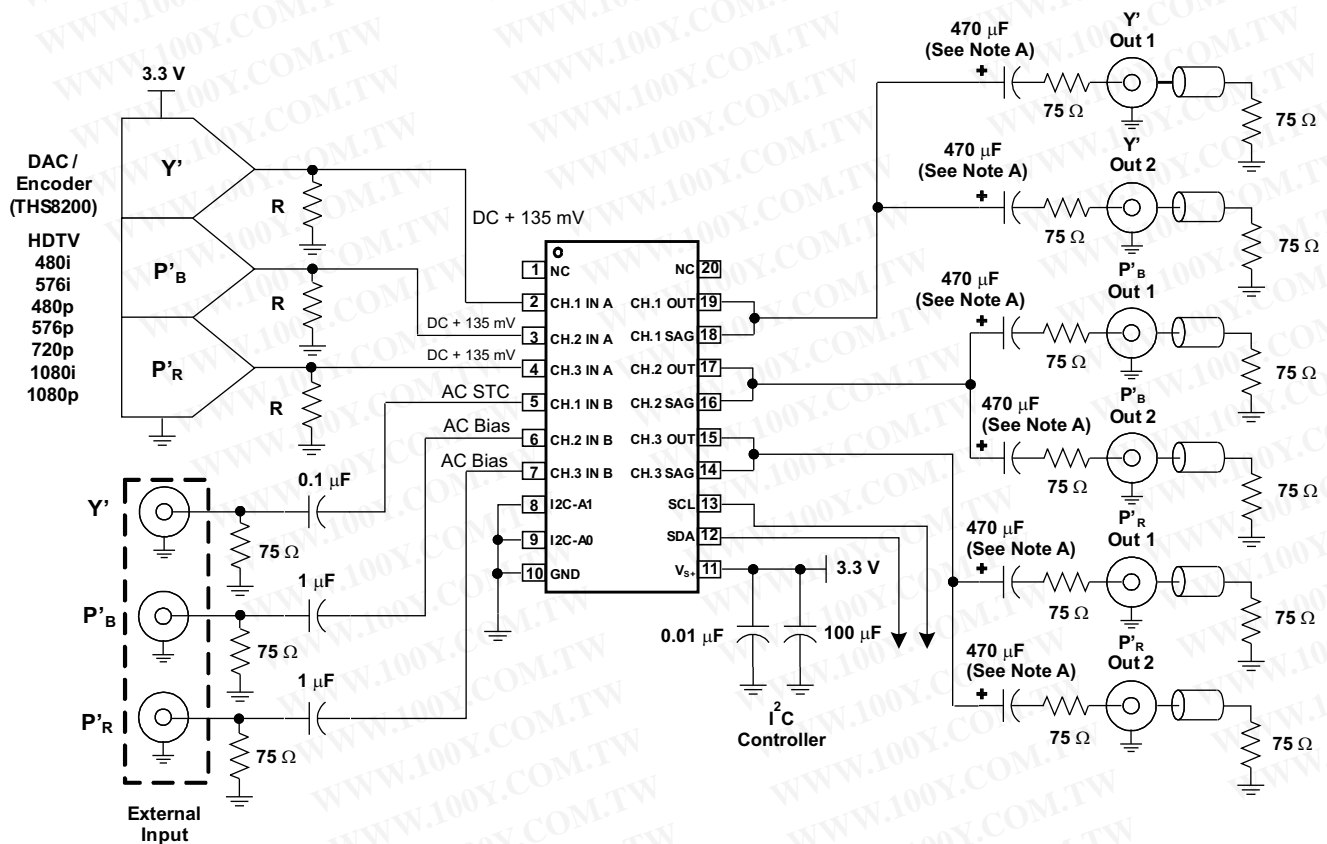 3.3 V
DAC /
Encoder
(THS8200)
HDTV
480i
576i
480p
576p
720p
1080i
1080p
Y'
P'B
P'R
R
R
R
DC + 135 mV
DC + 135 mV
DC + 135 mV
AC STC
AC Bias
AC Bias
Y'
P'B
P'R
0.1 µF
1 µF
1 µF
75 Ω
75 Ω
75 Ω
External
Input
1 NC
2 CH.1 IN A
3 CH.2 IN A
4 CH.3 IN A
5 CH.1 IN B
6 CH.2 IN B
7 CH.3 IN B
8 I2C-A1
9 I2C-A0
10 GND
NC 20
CH.1 OUT 19
CH.1 SAG 18
CH.2 OUT 17
CH.2 SAG 16
CH.3 OUT 15
CH.3 SAG 14
SCL 13
SDA 12
VS+ 11
3.3 V
0.01 µF
100 µF
I2C
Controller
470 µF
(See Note A)
+
75 Ω
Y'
Out 1
75 Ω
470 µF
(See Note A)
+
75 Ω
Y'
Out 2
75 Ω
470 µF
(See Note A)
+
75 Ω
P'B
Out 1
75 Ω
470 µF
(See Note A)
+
75 Ω
P'B
Out 2
75 Ω
470 µF
(See Note A)
+
75 Ω
P'R
Out 1
75 Ω
470 µF
(See Note A)
+
75 Ω
P'R
Out 2
75 Ω
WWW.100Y.COM.TW